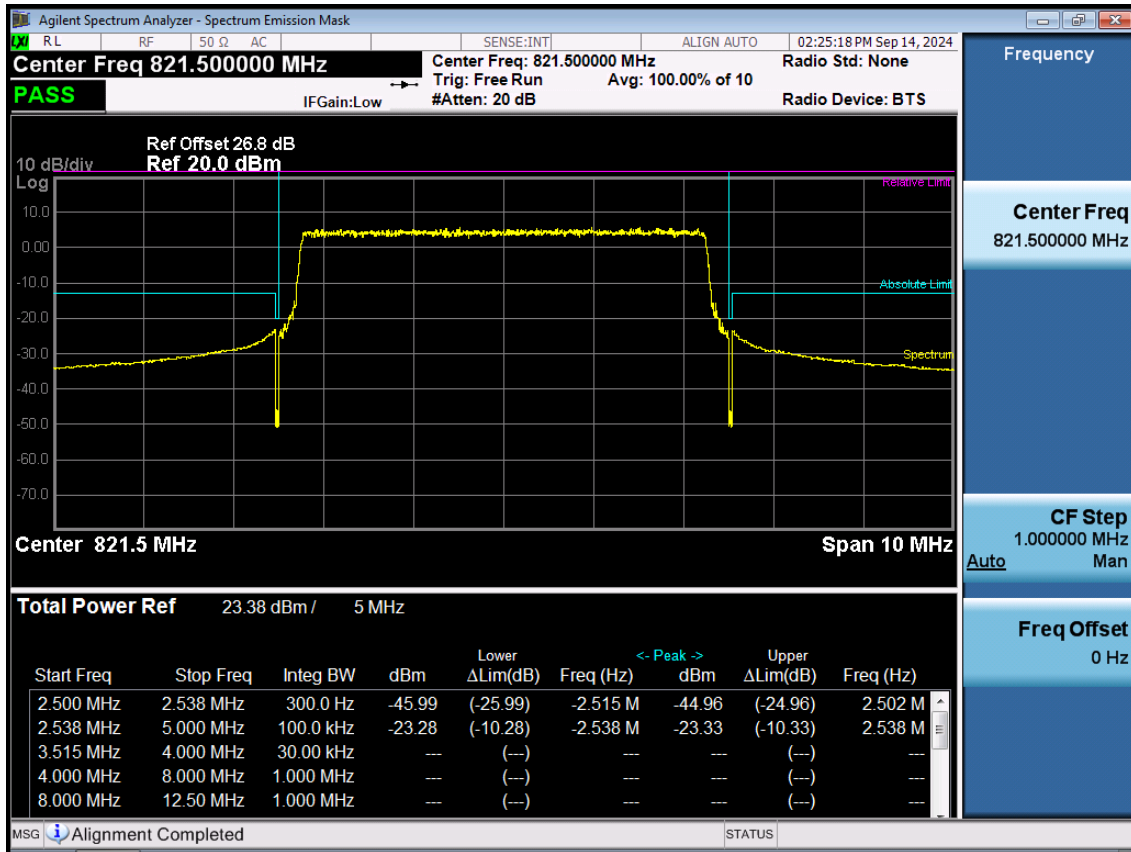 Agilent Spectrum Analyzer - Spectrum Emission Mask
LXI RL RF 50 Ω AC SENSE:INT ALIGN AUTO 02:25:18 PM Sep 14, 2024
Center Freq 821.500000 MHz Center Freq: 821.500000 MHz Radio Std: None
Trig: Free Run Avg: 100.00% of 10
PASS IFGain:Low #Atten: 20 dB Radio Device: BTS
Ref Offset 26.8 dB
10 dB/div Ref 20.0 dBm
Log
Relative Limit
10.0
0.00
-10.0
Absolute Limit
-20.0
-30.0
Spectrum
-40.0
-50.0
-60.0
-70.0
Center 821.5 MHz Span 10 MHz
Total Power Ref 23.38 dBm / 5 MHz
Lower <- Peak -> Upper
Start Freq Stop Freq Integ BW dBm ΔLim(dB) Freq (Hz) dBm ΔLim(dB) Freq (Hz)
2.500 MHz 2.538 MHz 300.0 Hz -45.99 (-25.99) -2.515 M -44.96 (-24.96) 2.502 M
2.538 MHz 5.000 MHz 100.0 kHz -23.28 (-10.28) -2.538 M -23.33 (-10.33) 2.538 M
3.515 MHz 4.000 MHz 30.00 kHz --- (---) --- --- (---) ---
4.000 MHz 8.000 MHz 1.000 MHz --- (---) --- --- (---) ---
8.000 MHz 12.50 MHz 1.000 MHz --- (---) --- --- (---) ---
MSG Alignment Completed STATUS
Frequency
Center Freq
821.500000 MHz
CF Step
1.000000 MHz
Auto Man
Freq Offset
0 Hz